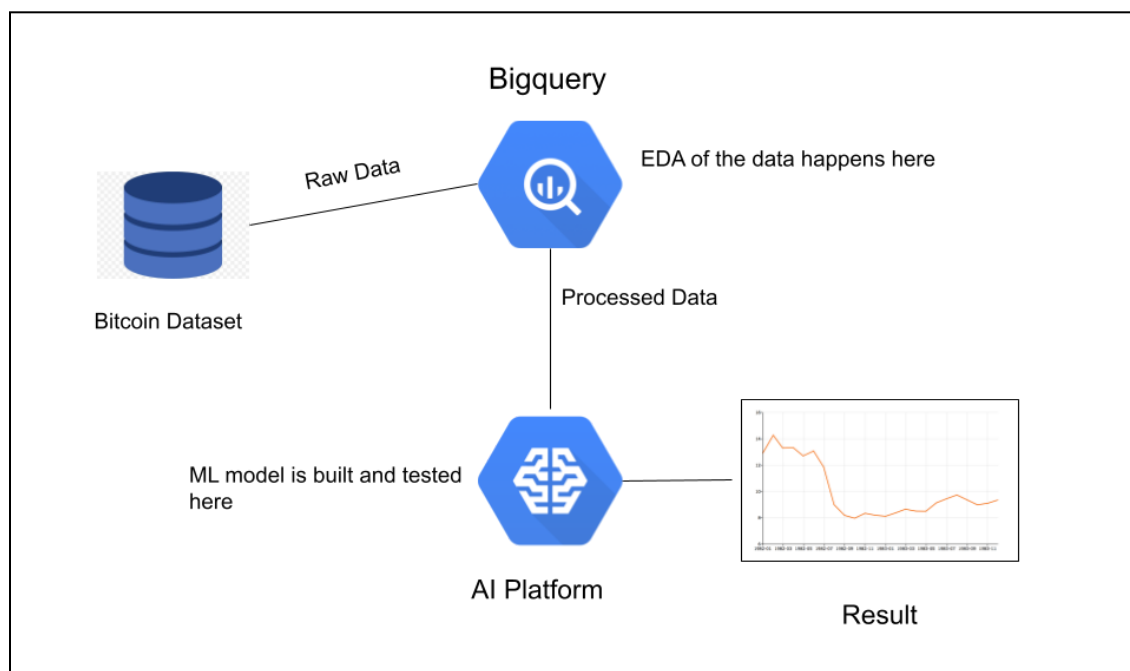 Bigquery
Raw Data
EDA of the data happens here
Bitcoin Dataset
Processed Data
ML model is built and tested
here
AI Platform
Result